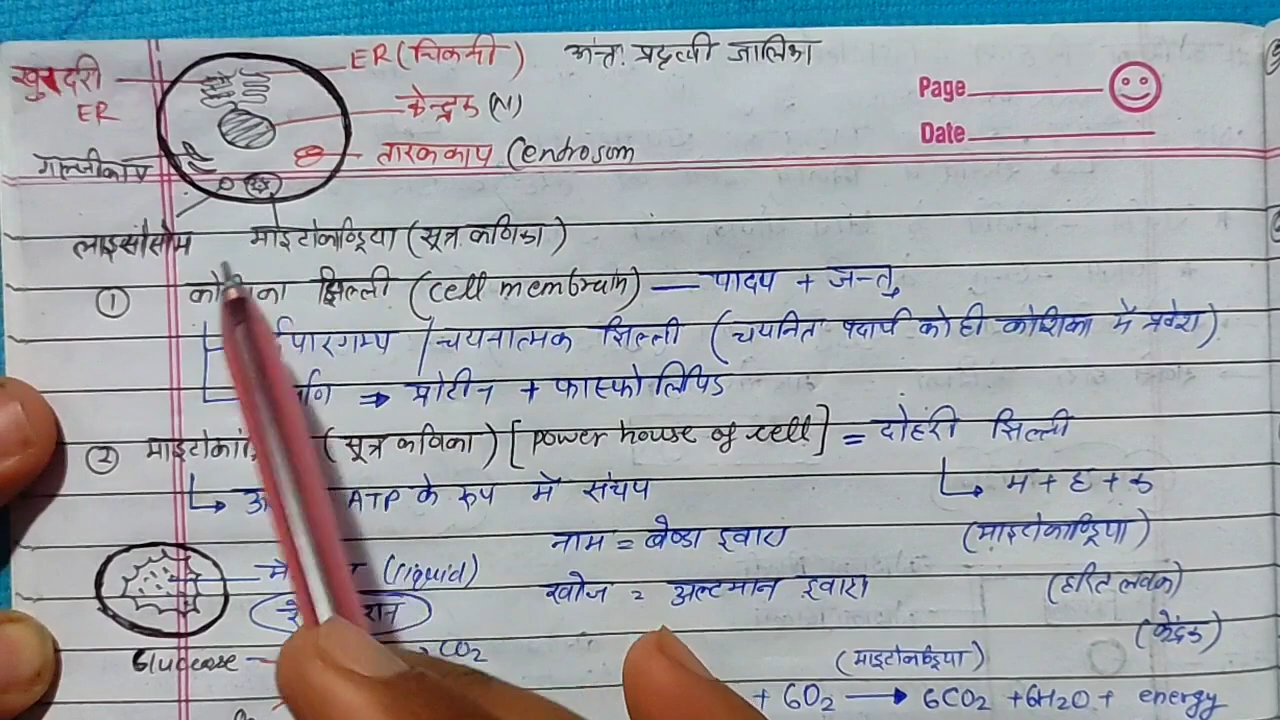 ER (चिकनी) अंतः प्रद्रव्यी जालिका
खुरदरी
ER
केन्द्रक (N)
Page
Date
तारककाय Centrosom
गाल्जीकाय
लाइसोसोम माइटोकाण्ड्रिया (सूत्र कणिका)
① झिल्ली (cell membrain) — पादप + जन्तु
पारगम्य / चयनात्मक झिल्ली (चयनित पदार्थ को ही कोशिका में प्रवेश)
→ प्रोटीन + फास्फोलिपिड
② (सूत्र कणिका) [power house of cell] = दोहरी झिल्ली
ATP के रूप में संचय
म + ह + क
नाम = बेण्डा द्वारा (माइटोकाण्ड्रिया)
(liquid) खोज = अल्टमान द्वारा (हरित लवक)
(केंद्रक)
Glucose CO2 (माइटोकाण्ड्रिया)
+ 6O2 → 6CO2 + 6H2O + energy